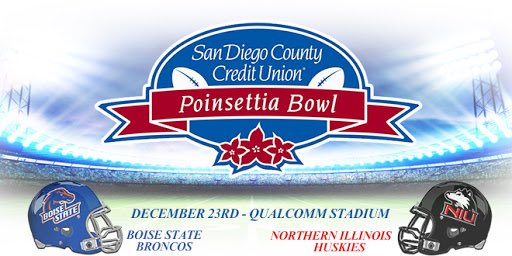 San Diego County
Credit Union
Poinsettia Bowl
DECEMBER 23RD - QUALCOMM STADIUM
BOISE STATE
BRONCOS
NORTHERN ILLINOIS
HUSKIES
BOISE STATE
NIU